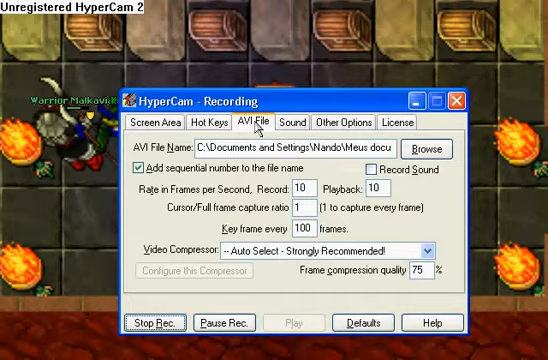 Unregistered HyperCam 2
HyperCam - Recording
Screen Area Hot Keys AVI File Sound Other Options License
AVI File Name: C:\Documents and Settings\Nando\Meus docu Browse
Add sequential number to the file name Record Sound
Rate in Frames per Second, Record: 10 Playback: 10
Cursor/Full frame capture ratio 1 (1 to capture every frame)
Key frame every 100 frames.
Video Compressor: -- Auto Select - Strongly Recommended!
Configure this Compressor Frame compression quality 75 %
Stop Rec. Pause Rec. Play Defaults Help
Warrior